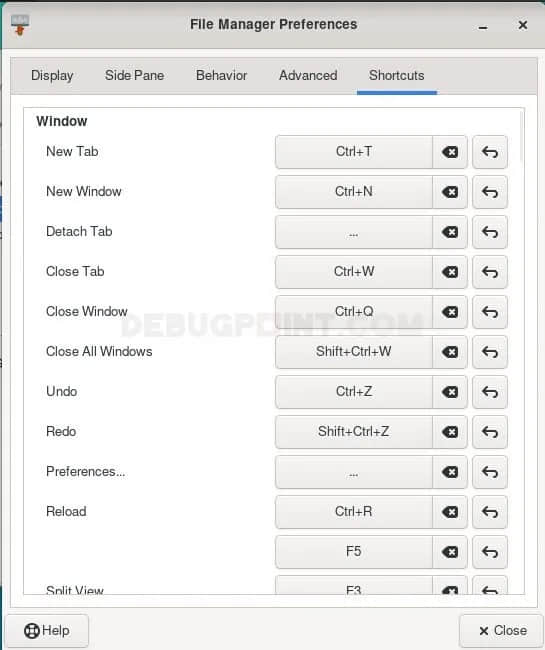 File Manager Preferences
Display Side Pane Behavior Advanced Shortcuts
Window
New Tab Ctrl+T
New Window Ctrl+N
Detach Tab ...
Close Tab Ctrl+W
Close Window Ctrl+Q
DEBUGPOINT.COM
Close All Windows Shift+Ctrl+W
Undo Ctrl+Z
Redo Shift+Ctrl+Z
Preferences... ...
Reload Ctrl+R
F5
Split View F3
Help Close